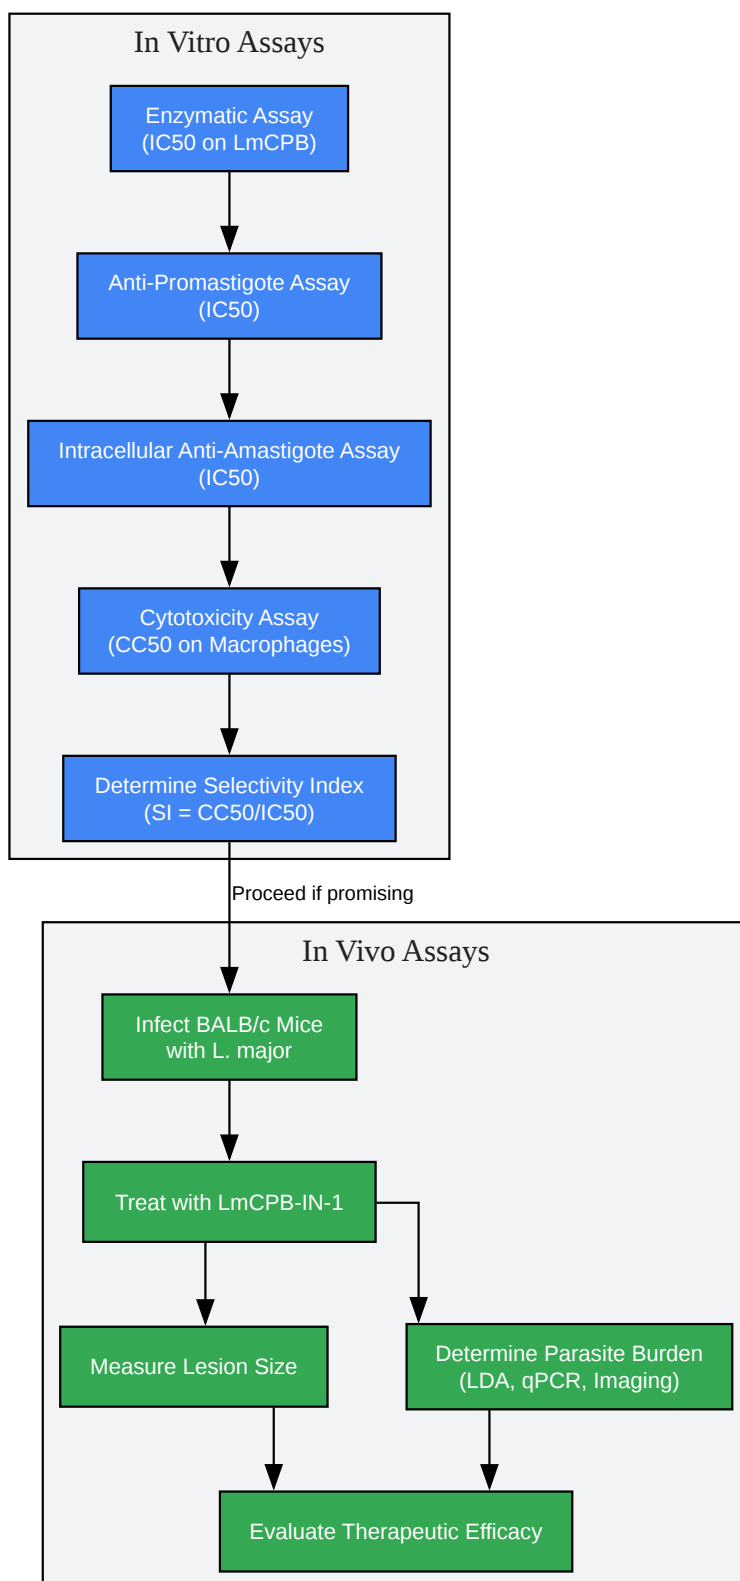 In Vitro Assays
Enzymatic Assay
(IC50 on LmCPB)
Anti-Promastigote Assay
(IC50)
Intracellular Anti-Amastigote Assay
(IC50)
Cytotoxicity Assay
(CC50 on Macrophages)
Determine Selectivity Index
(SI = CC50/IC50)
Proceed if promising
In Vivo Assays
Infect BALB/c Mice
with L. major
Treat with LmCPB-IN-1
Measure Lesion Size
Determine Parasite Burden
(LDA, qPCR, Imaging)
Evaluate Therapeutic Efficacy